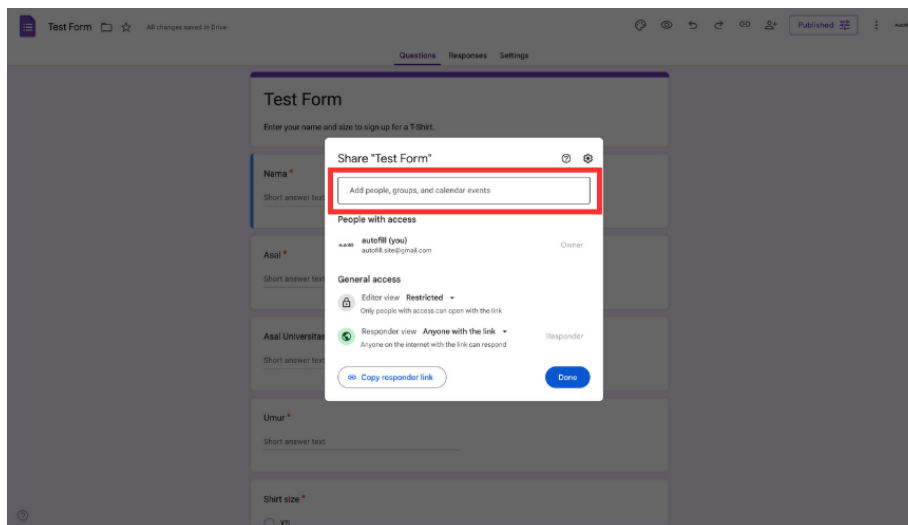 Test Form
All changes saved in Drive
Published
Questions Responses Settings
Test Form
Enter your name and size to sign up for a T-Shirt.
Nama *
Short answer text
Asal *
Short answer text
Asal Universitas
Short answer text
Umur *
Short answer text
Shirt size *
XS
Share "Test Form"
Add people, groups, and calendar events
People with access
autofill (you)
autofill.site@gmail.com
Owner
General access
Editor view Restricted
Only people with access can open with the link
Responder view Anyone with the link
Anyone on the internet with the link can respond
Responder
Copy responder link
Done